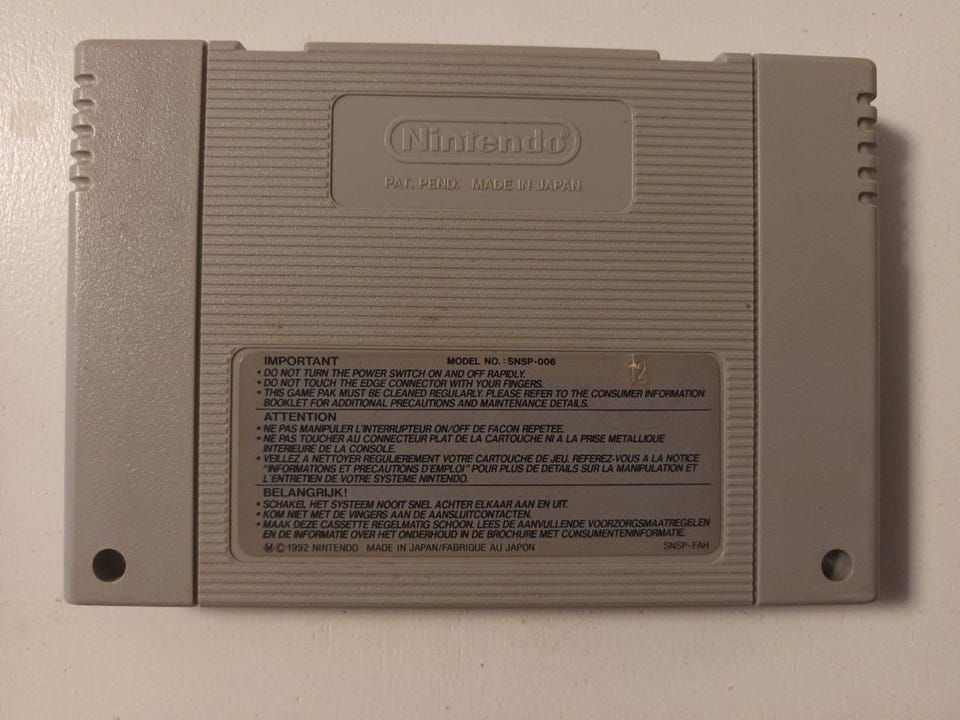 Nintendo®
PAT. PEND. MADE IN JAPAN
IMPORTANT MODEL NO.:SNSP-006 12
• DO NOT TURN THE POWER SWITCH ON AND OFF RAPIDLY.
• DO NOT TOUCH THE EDGE CONNECTOR WITH YOUR FINGERS.
• THIS GAME PAK MUST BE CLEANED REGULARLY. PLEASE REFER TO THE CONSUMER INFORMATION
BOOKLET FOR ADDITIONAL PRECAUTIONS AND MAINTENANCE DETAILS.
ATTENTION
• NE PAS MANIPULER L'INTERRUPTEUR ON/OFF DE FACON REPETEE.
• NE PAS TOUCHER AU CONNECTEUR PLAT DE LA CARTOUCHE NI A LA PRISE METALLIQUE
INTERIEURE DE LA CONSOLE.
• VEILLEZ A NETTOYER REGULIEREMENT VOTRE CARTOUCHE DE JEU. REFEREZ-VOUS A LA NOTICE
"INFORMATIONS ET PRECAUTIONS D'EMPLOI" POUR PLUS DE DETAILS SUR LA MANIPULATION ET
L'ENTRETIEN DE VOTRE SYSTEME NINTENDO.
BELANGRIJK!
• SCHAKEL HET SYSTEEM NOOIT SNEL ACHTER ELKAAR AAN EN UIT.
• KOM NIET MET DE VINGERS AAN DE AANSLUITCONTACTEN.
• MAAK DEZE CASSETTE REGELMATIG SCHOON. LEES DE AANVULLENDE VOORZORGSMAATREGELEN
EN DE INFORMATIE OVER HET ONDERHOUD IN DE BROCHURE MET CONSUMENTENINFORMATIE.
Ⓜ © 1992 NINTENDO MADE IN JAPAN/FABRIQUE AU JAPON SNSP-FAH